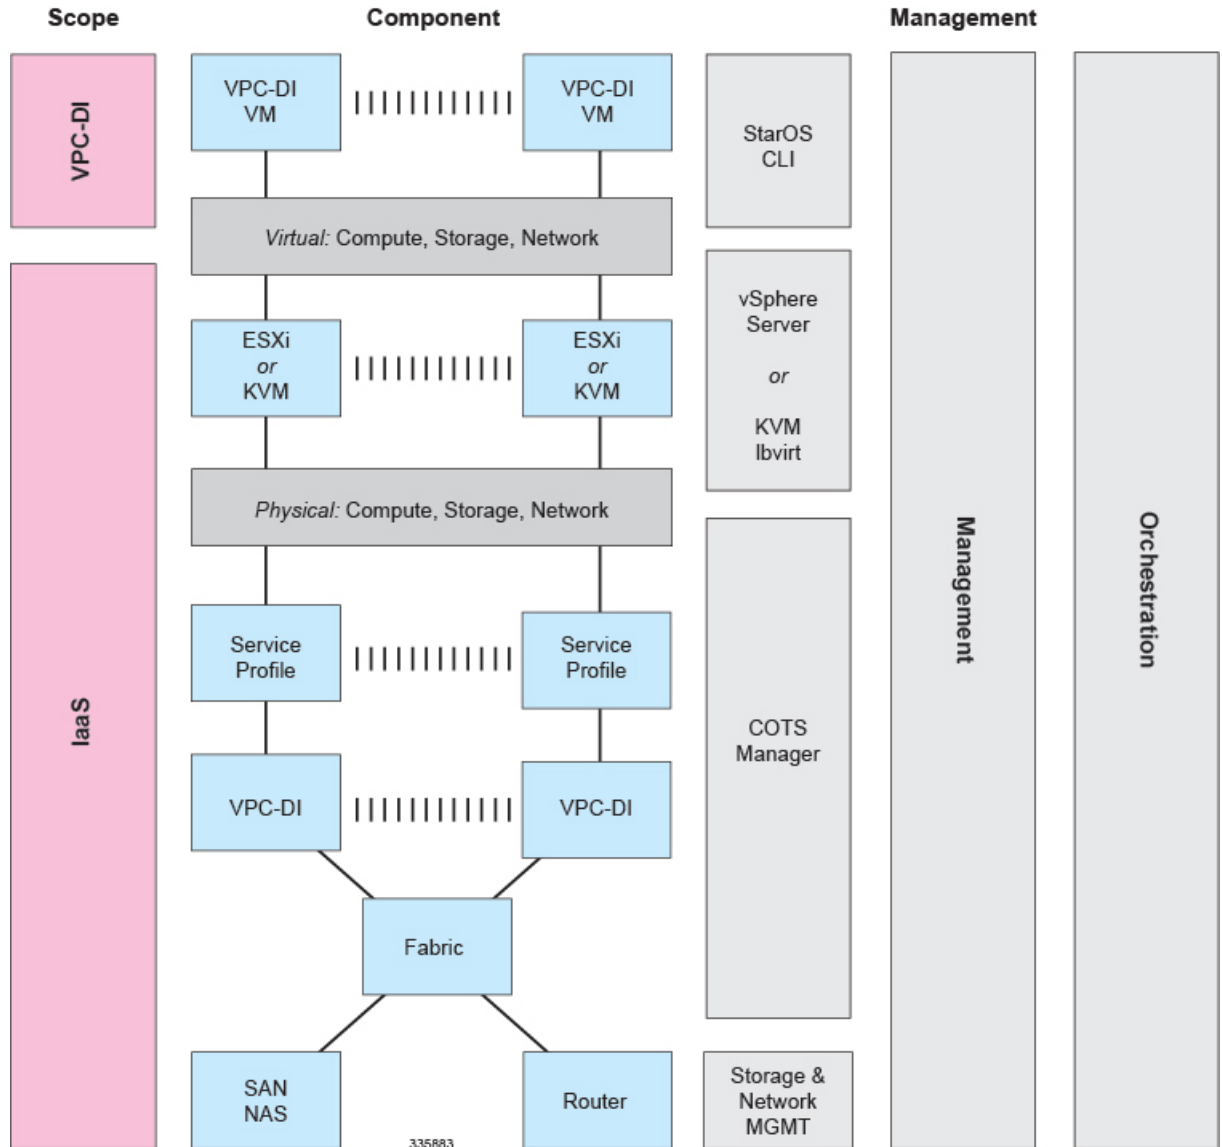 Scope
Component
Management
VPC-DI
VPC-DI
VM
VPC-DI
VM
StarOS
CLI
Virtual: Compute, Storage, Network
ESXi
or
KVM
ESXi
or
KVM
vSphere
Server
or
KVM
lbvirt
Physical: Compute, Storage, Network
Management
Orchestration
Service
Profile
Service
Profile
IaaS
COTS
Manager
VPC-DI
VPC-DI
Fabric
SAN
NAS
Router
Storage &
Network
MGMT
335883